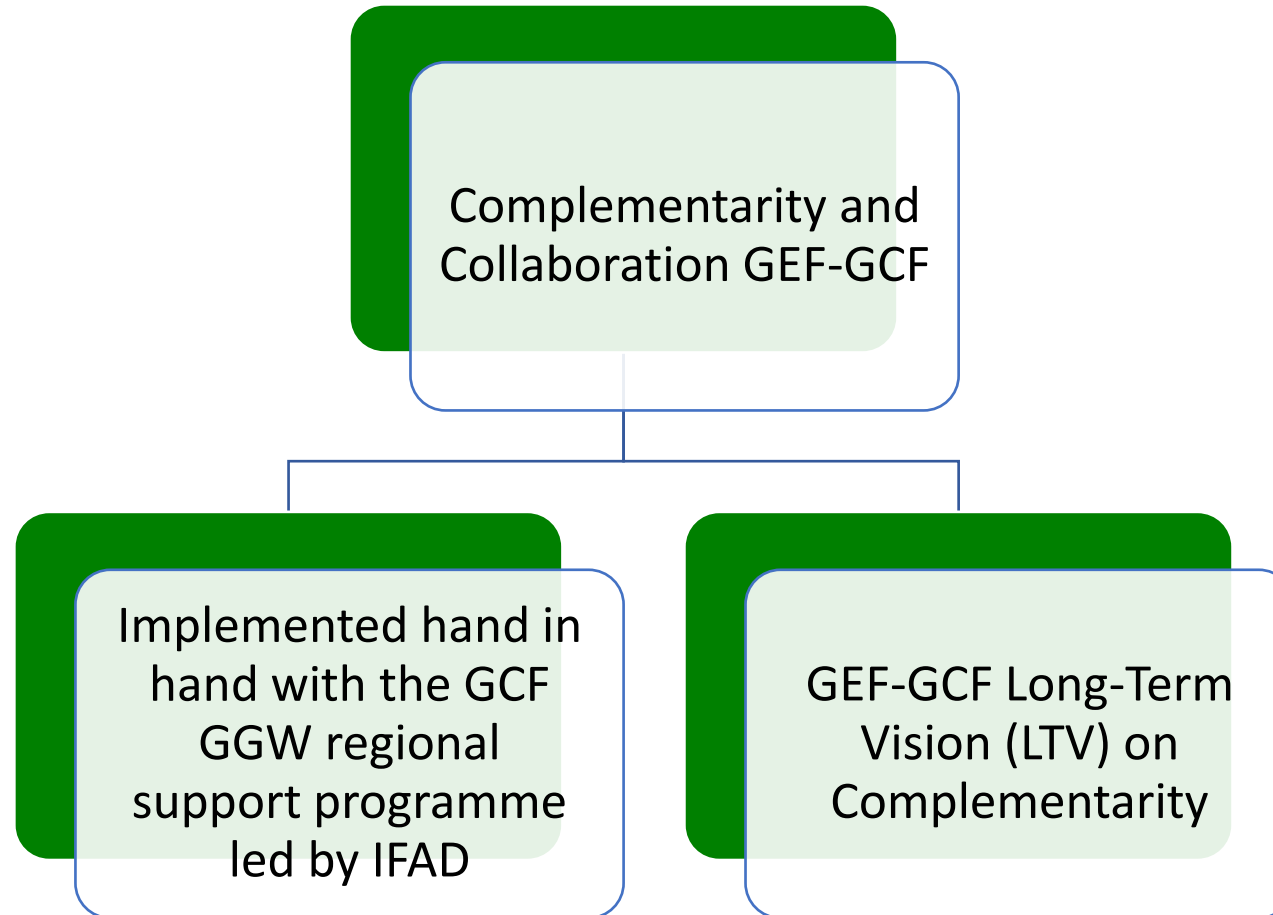 Complementarity and
Collaboration GEF-GCF
Implemented hand in
hand with the GCF
GGW regional
support programme
led by IFAD
GEF-GCF Long-Term
Vision (LTV) on
Complementarity